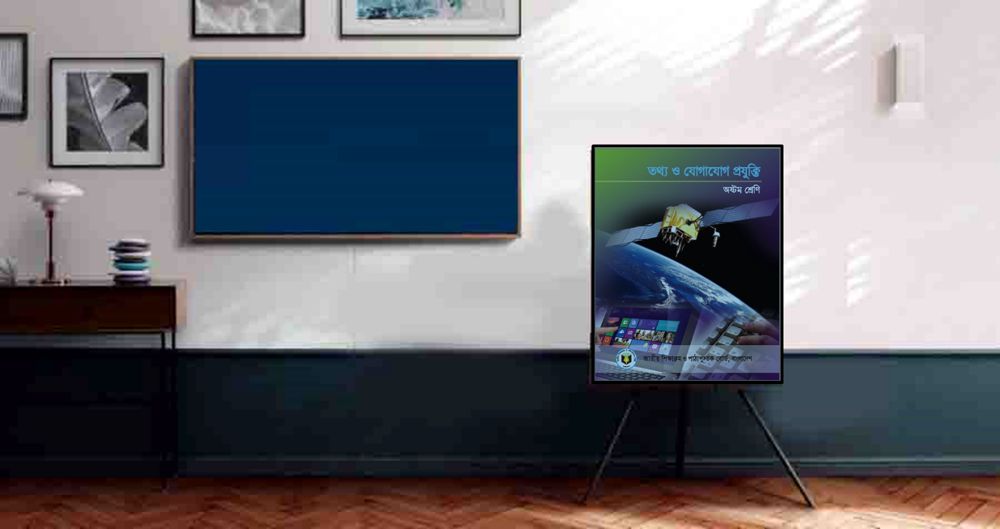 তথ্য ও যোগাযোগ প্রযুক্তি
অষ্টম শ্রেণি
জাতীয় শিক্ষাক্রম ও পাঠ্যপুস্তক বোর্ড, বাংলাদেশ